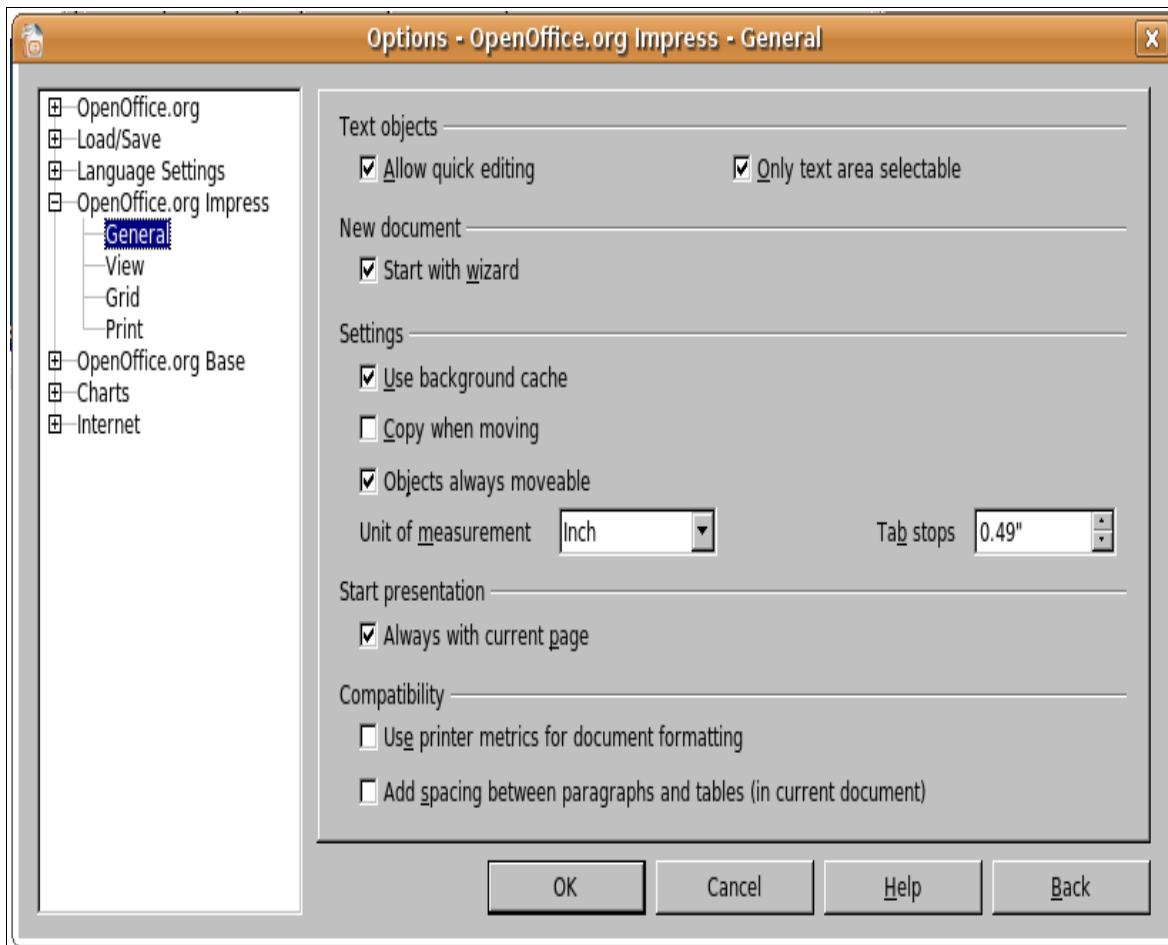 Options - OpenOffice.org Impress - General
OpenOffice.org
Load/Save
Language Settings
OpenOffice.org Impress
General
View
Grid
Print
OpenOffice.org Base
Charts
Internet
Text objects
Allow quick editing
Only text area selectable
New document
Start with wizard
Settings
Use background cache
Copy when moving
Objects always moveable
Unit of measurement Inch
Tab stops 0.49"
Start presentation
Always with current page
Compatibility
Use printer metrics for document formatting
Add spacing between paragraphs and tables (in current document)
OK Cancel Help Back